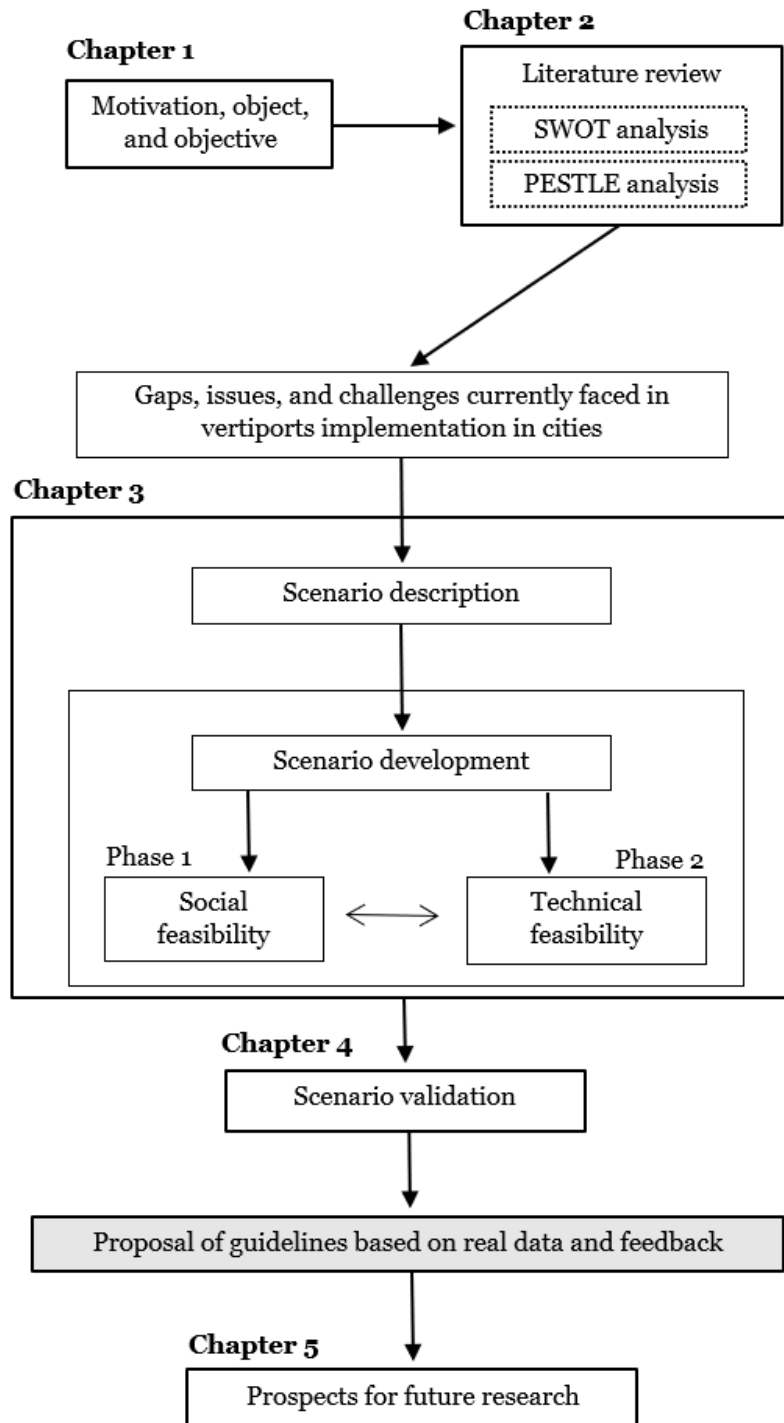 Chapter 1
Motivation, object,
and objective
Chapter 2
Literature review
SWOT analysis
PESTLE analysis
Gaps, issues, and challenges currently faced in
vertiports implementation in cities
Chapter 3
Scenario description
Scenario development
Phase 1
Social
feasibility
Phase 2
Technical
feasibility
Chapter 4
Scenario validation
Proposal of guidelines based on real data and feedback
Chapter 5
Prospects for future research